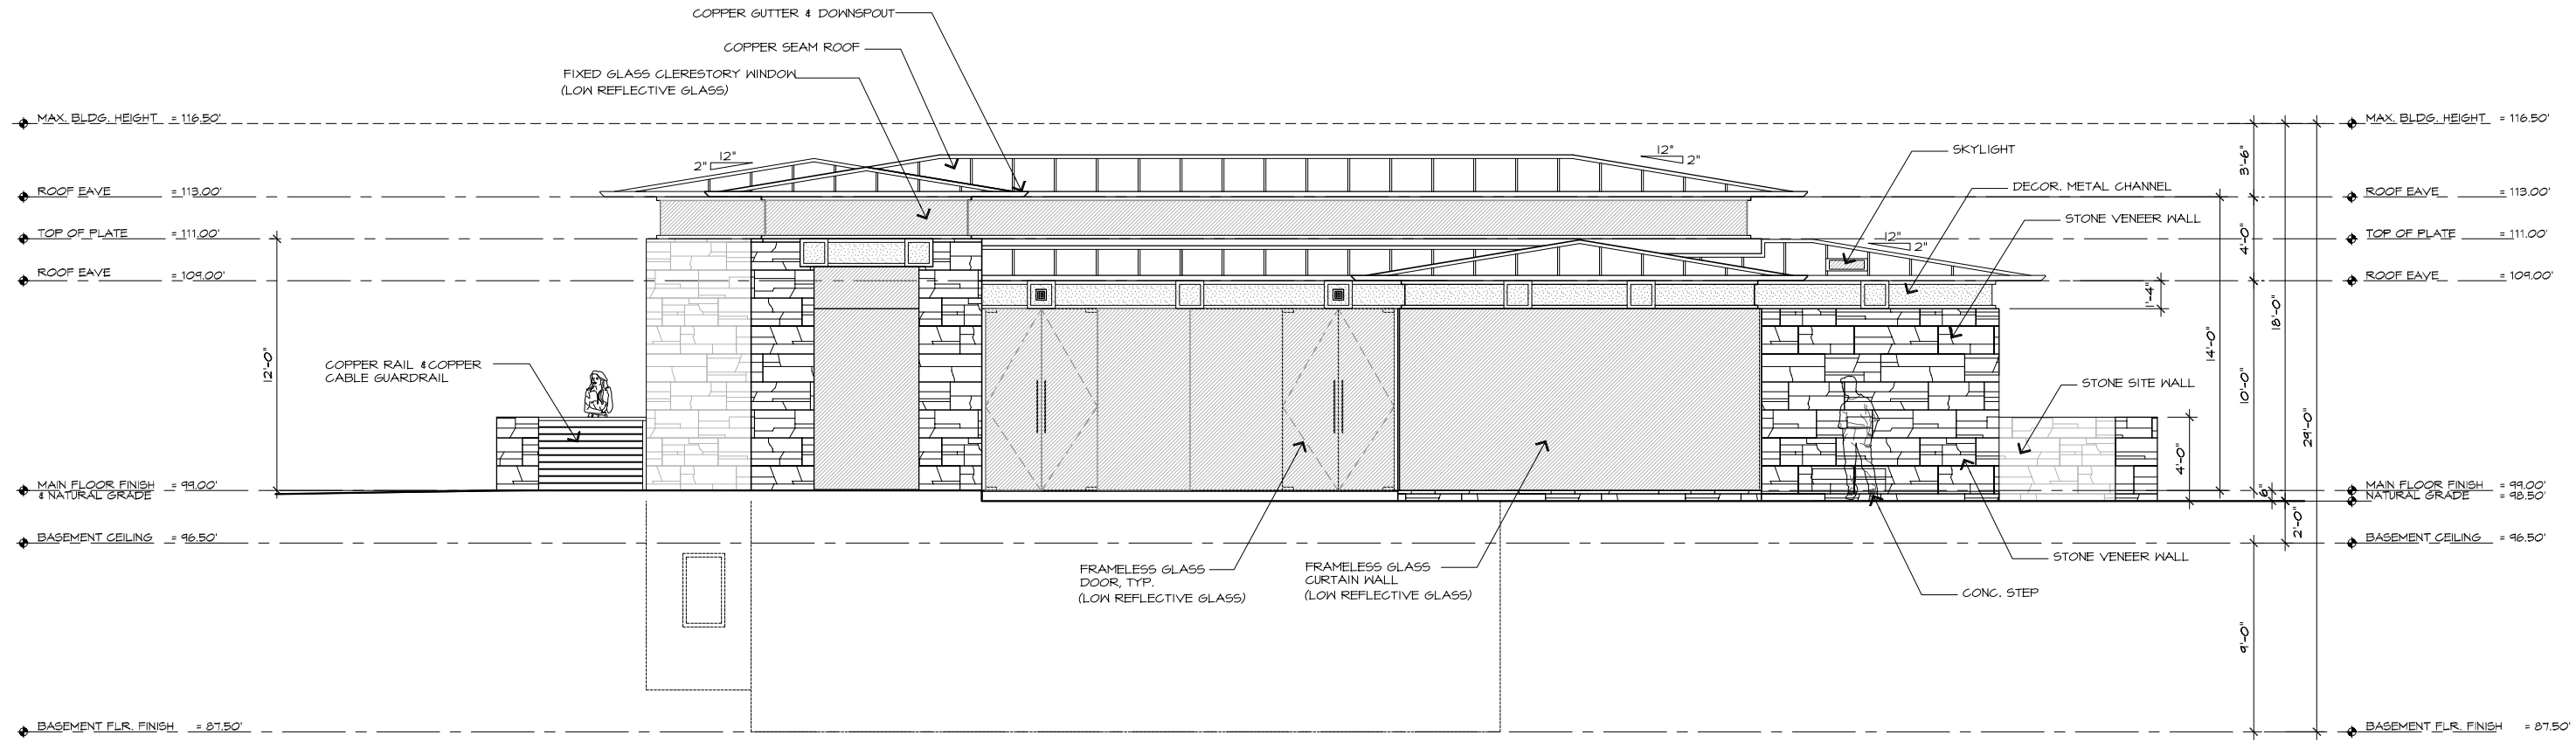 COPPER GUTTER & DOWNSPOUT
COPPER SEAM ROOF
FIXED GLASS CLERESTORY WINDOW
(LOW REFLECTIVE GLASS)
MAX. BLDG. HEIGHT = 116.50'
MAX. BLDG. HEIGHT = 116.50'
12"
2"
12"
2"
SKYLIGHT
3'-6"
DECOR. METAL CHANNEL
ROOF EAVE = 113.00'
ROOF EAVE = 113.00'
STONE VENEER WALL
TOP OF PLATE = 111.00'
12"
2"
4'-0"
TOP OF PLATE = 111.00'
ROOF EAVE = 109.00'
ROOF EAVE = 109.00'
1'-4"
18'-0"
14'-0"
12'-0"
COPPER RAIL & COPPER
CABLE GUARDRAIL
10'-0"
STONE SITE WALL
29'-0"
4'-0"
MAIN FLOOR FINISH = 99.00'
& NATURAL GRADE
6"
MAIN FLOOR FINISH = 99.00'
NATURAL GRADE = 98.50'
2'-0"
BASEMENT CEILING = 96.50'
BASEMENT CEILING = 96.50'
STONE VENEER WALL
FRAMELESS GLASS
DOOR, TYP.
(LOW REFLECTIVE GLASS)
FRAMELESS GLASS
CURTAIN WALL
(LOW REFLECTIVE GLASS)
CONC. STEP
9'-0"
BASEMENT FLR. FINISH = 87.50'
BASEMENT FLR. FINISH = 87.50'